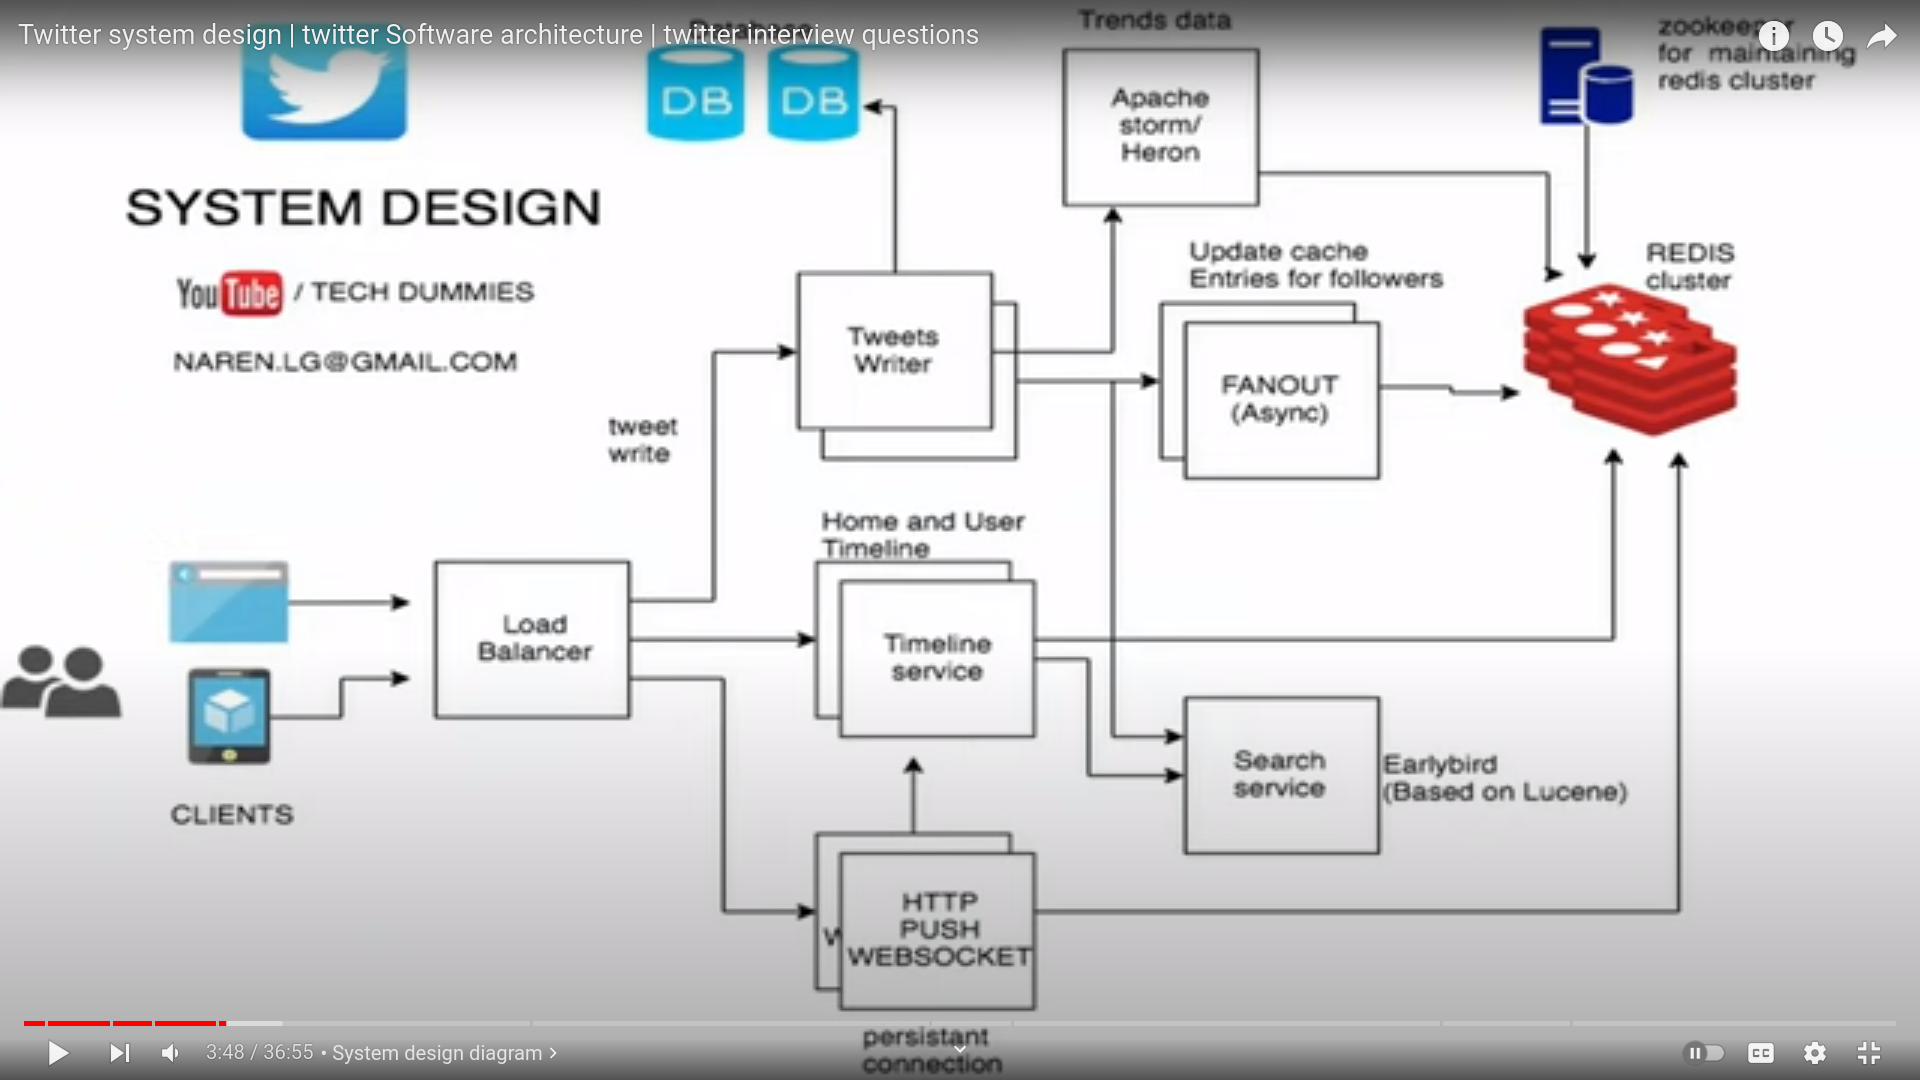 Twitter system design | twitter Software architecture | twitter interview questions
Database
Trends data
zookeeper
for maintaining
redis cluster
DB
DB
Apache
storm/
Heron
SYSTEM DESIGN
YouTube / TECH DUMMIES
NAREN.LG@GMAIL.COM
Update cache
Entries for followers
REDIS
cluster
Tweets
Writer
FANOUT
(Async)
tweet
write
Home and User
Timeline
Load
Balancer
Timeline
service
Search
service
Earlybird
(Based on Lucene)
CLIENTS
HTTP
PUSH
WEBSOCKET
persistant
connection
3:48 / 36:55 • System design diagram
CC